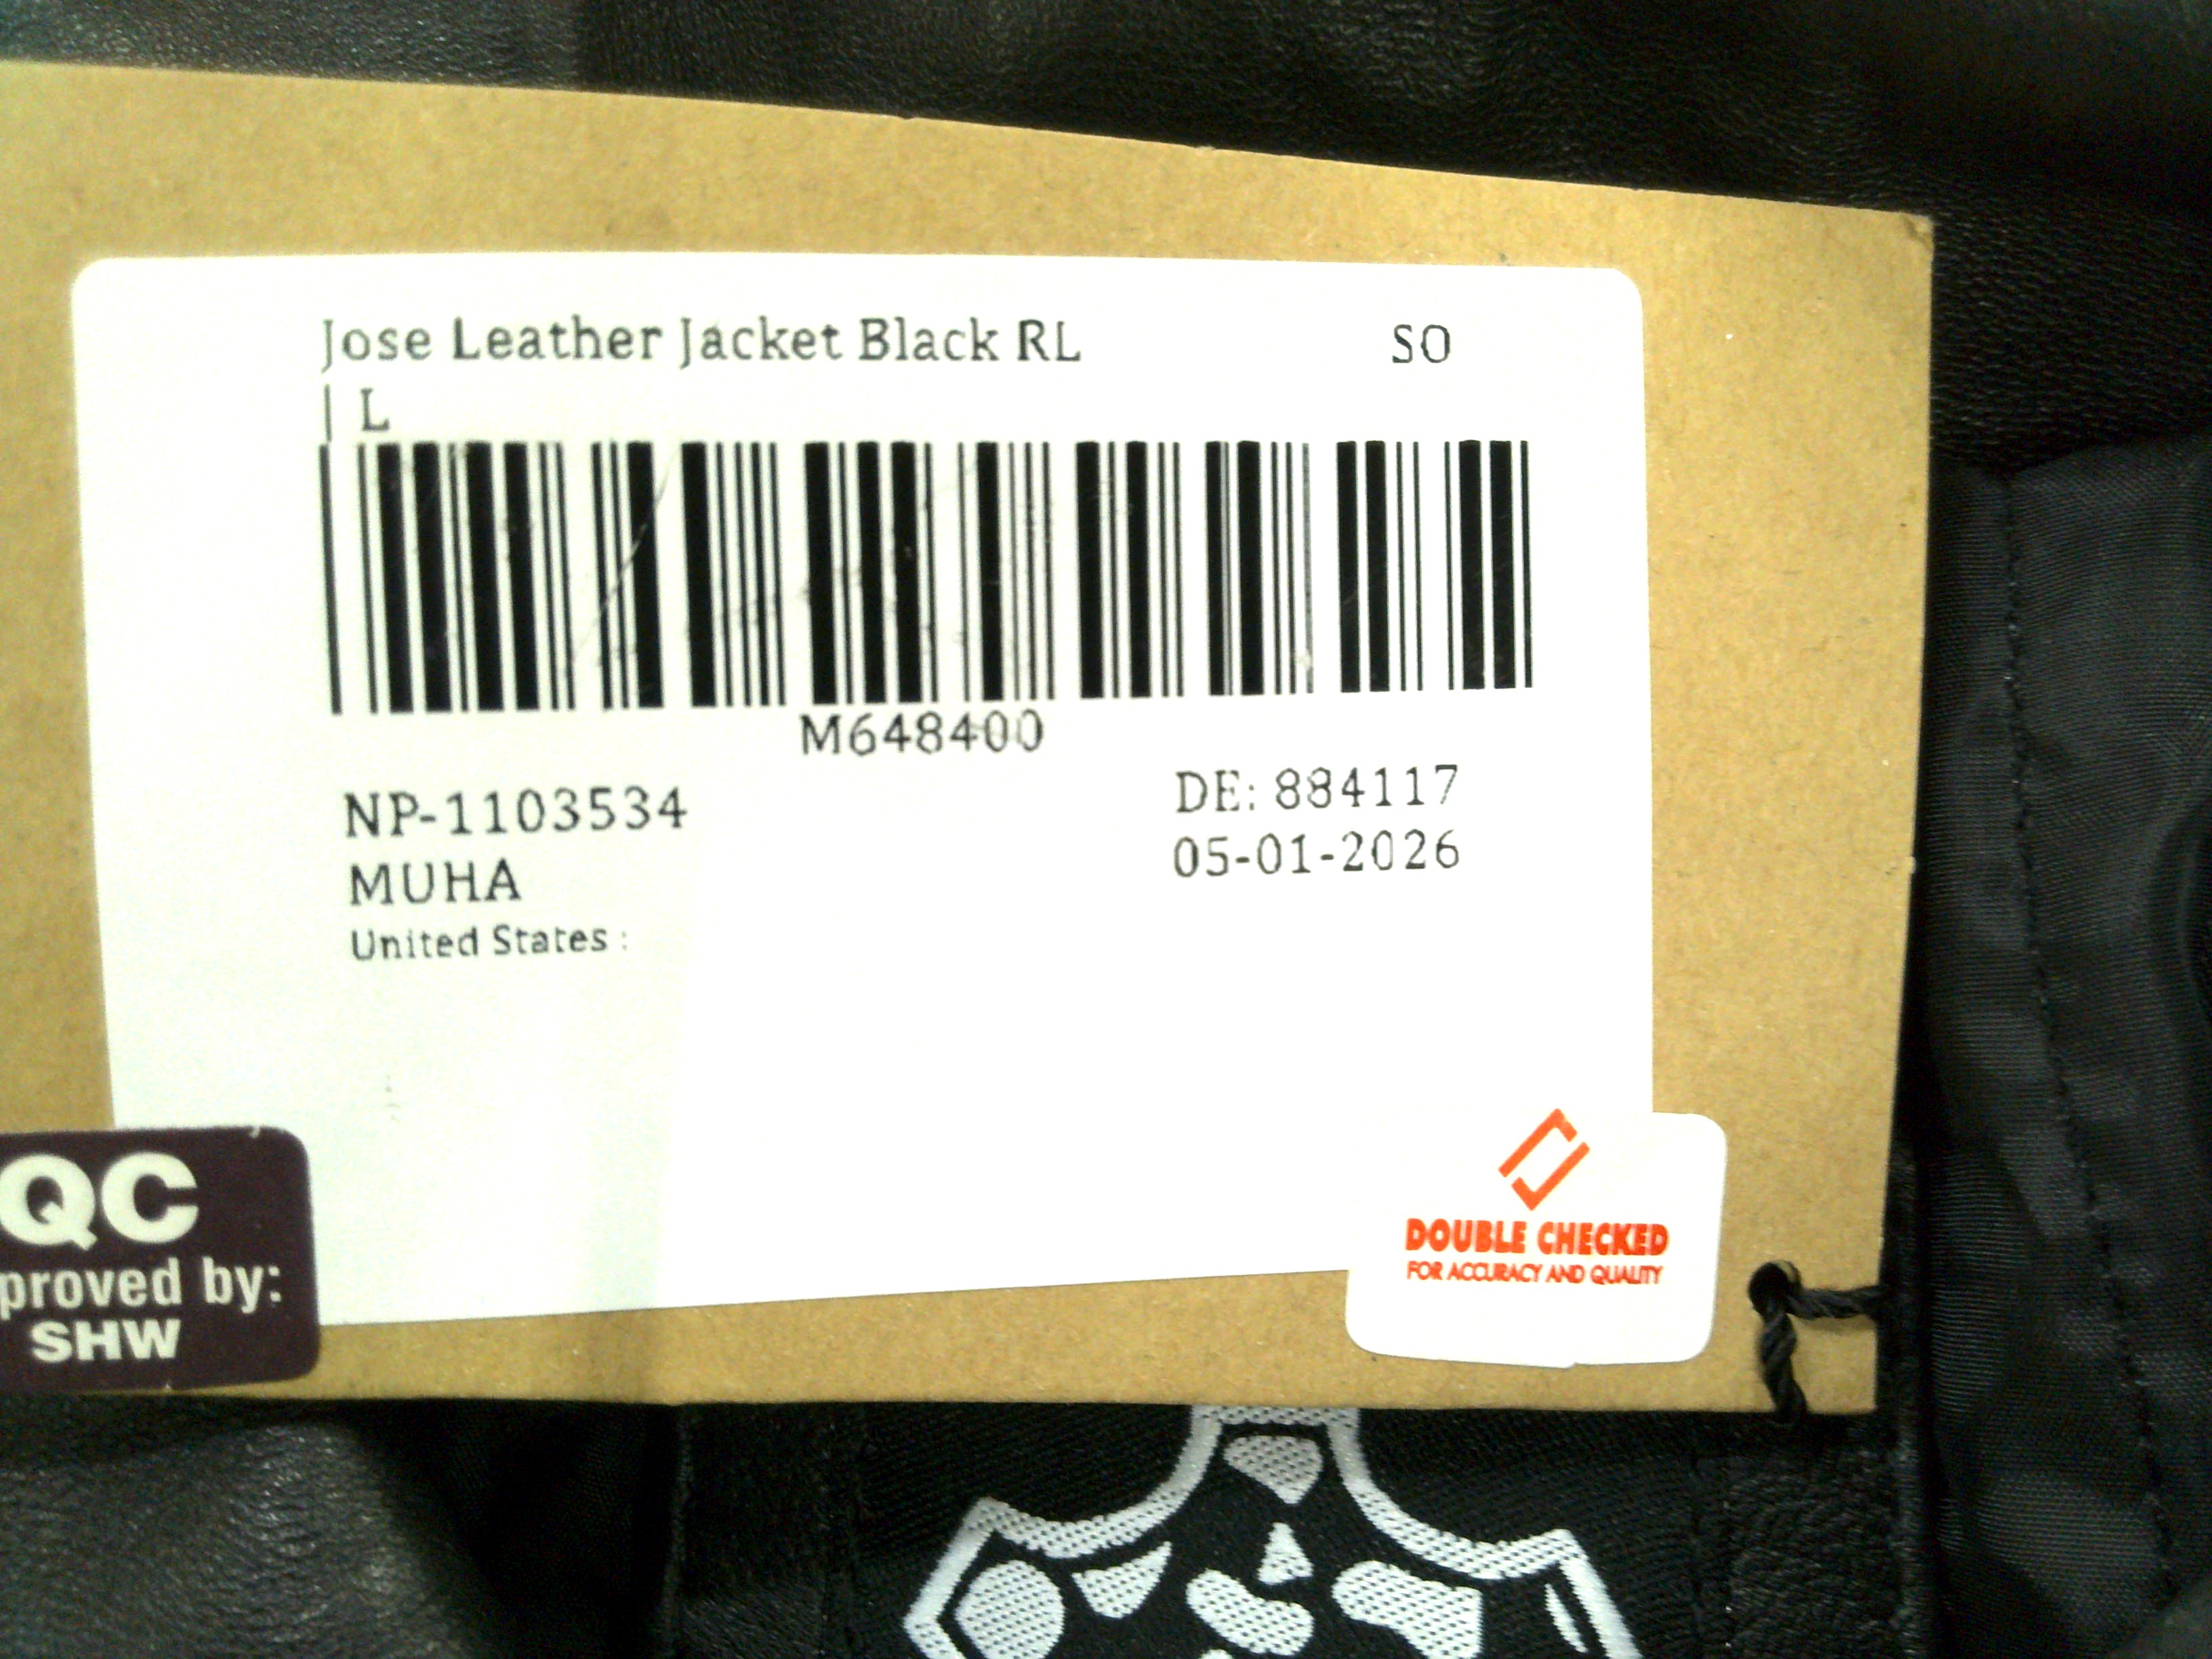 Jose Leather Jacket Black RL SO
| L
M648400
NP-1103534 DE: 884117
MUHA 05-01-2026
United States :
QC
proved by:
SHW
DOUBLE CHECKED
FOR ACCURACY AND QUALITY